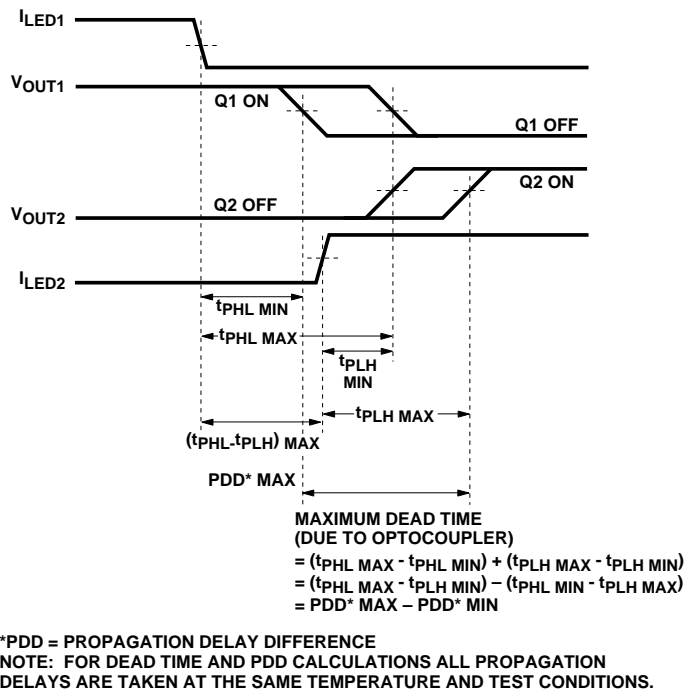 ILED1
VOUT1
Q1 ON
Q1 OFF
Q2 OFF
Q2 ON
VOUT2
ILED2
tPHL MIN
tPHL MAX
tPLH
MIN
tPLH MAX
(tPHL-tPLH) MAX
PDD* MAX
MAXIMUM DEAD TIME
(DUE TO OPTOCOUPLER)
= (tPHL MAX - tPHL MIN) + (tPLH MAX - tPLH MIN)
= (tPHL MAX - tPLH MIN) – (tPHL MIN - tPLH MAX)
= PDD* MAX – PDD* MIN
*PDD = PROPAGATION DELAY DIFFERENCE
NOTE: FOR DEAD TIME AND PDD CALCULATIONS ALL PROPAGATION
DELAYS ARE TAKEN AT THE SAME TEMPERATURE AND TEST CONDITIONS.